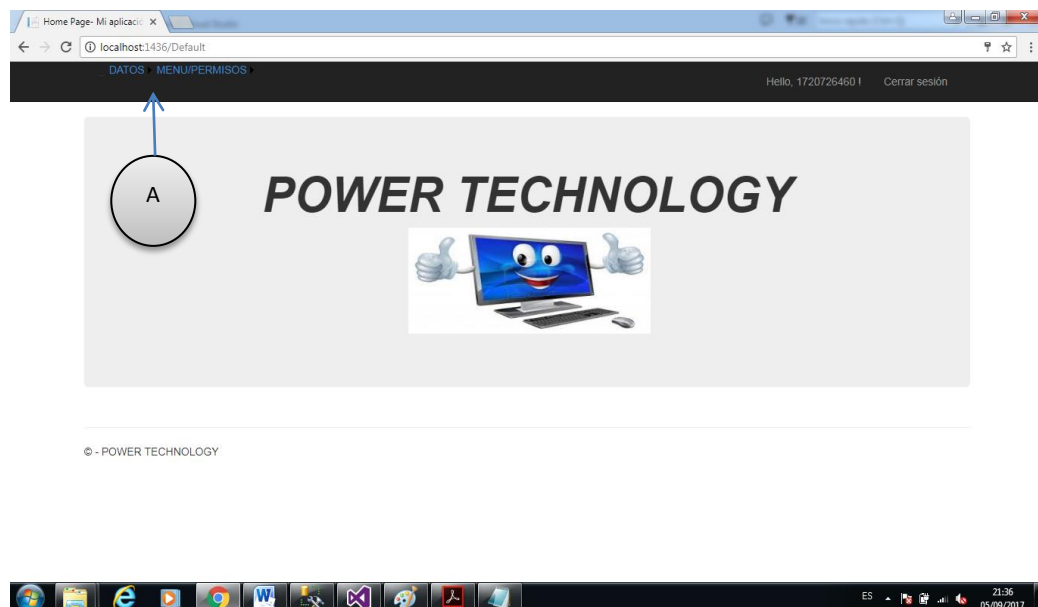 Home Page- Mi aplicació
localhost:1436/Default
DATOS MENU/PERMISOS
Hello, 1720726460 ! Cerrar sesión
A
POWER TECHNOLOGY
© - POWER TECHNOLOGY
ES
21:36
05/09/2017